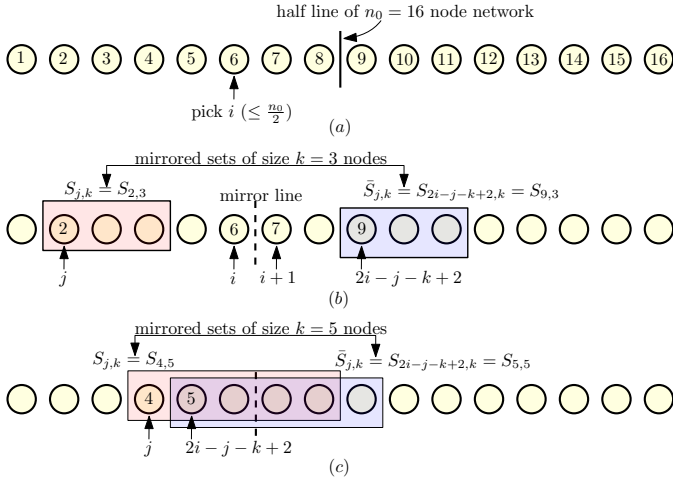 half line of n₀ = 16 node network
1 2 3 4 5 6 7 8 9 10 11 12 13 14 15 16
pick i (≤ n₀/2)
(a)
mirrored sets of size k = 3 nodes
S_{j,k} = S_{2,3}
mirror line
S̄_{j,k} = S_{2i−j−k+2,k} = S_{9,3}
2 6 7 9
j i i + 1 2i − j − k + 2
(b)
mirrored sets of size k = 5 nodes
S_{j,k} = S_{4,5}
S̄_{j,k} = S_{2i−j−k+2,k} = S_{5,5}
4 5
j 2i − j − k + 2
(c)